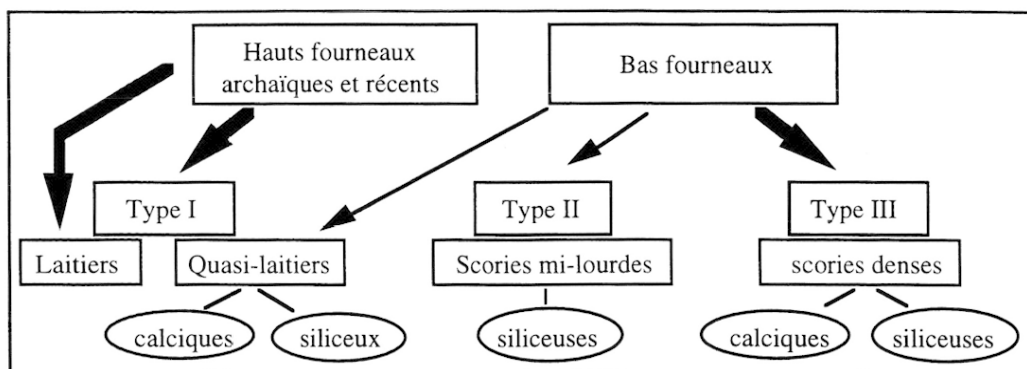 Hauts fourneaux
archaïques et récents
Bas fourneaux
Type I
Type II
Type III
Laitiers
Quasi-laitiers
Scories mi-lourdes
scories denses
calciques
siliceux
siliceuses
calciques
siliceuses